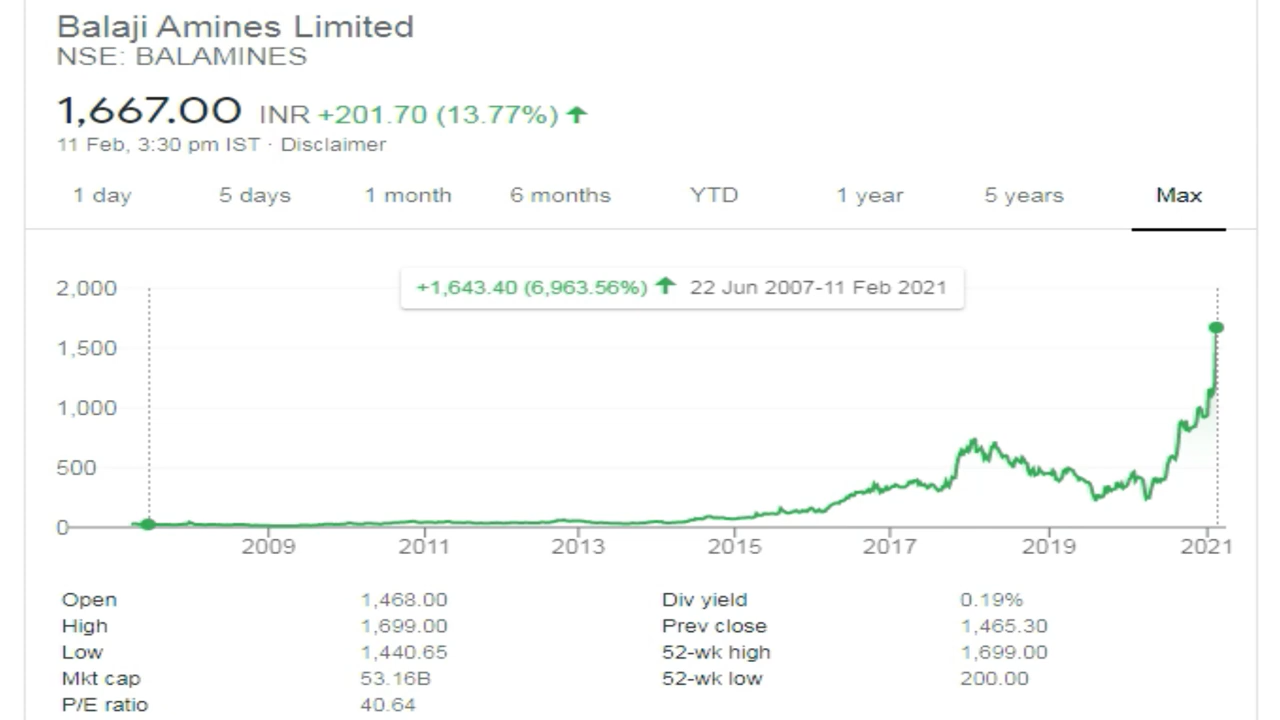 Balaji Amines Limited
NSE: BALAMINES
1,667.00 INR +201.70 (13.77%)
11 Feb, 3:30 pm IST · Disclaimer
1 day 5 days 1 month 6 months YTD 1 year 5 years Max
+1,643.40 (6,963.56%) 22 Jun 2007-11 Feb 2021
2,000
1,500
1,000
500
0
2009 2011 2013 2015 2017 2019 2021
Open 1,468.00 Div yield 0.19%
High 1,699.00 Prev close 1,465.30
Low 1,440.65 52-wk high 1,699.00
Mkt cap 53.16B 52-wk low 200.00
P/E ratio 40.64